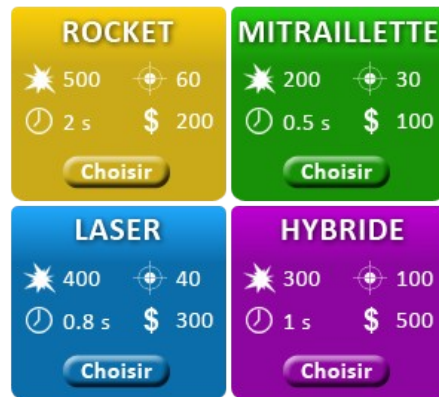 ROCKET
500 60
2 s $ 200
Choisir
MITRAILLETTE
200 30
0.5 s $ 100
Choisir
LASER
400 40
0.8 s $ 300
Choisir
HYBRIDE
300 100
1 s $ 500
Choisir